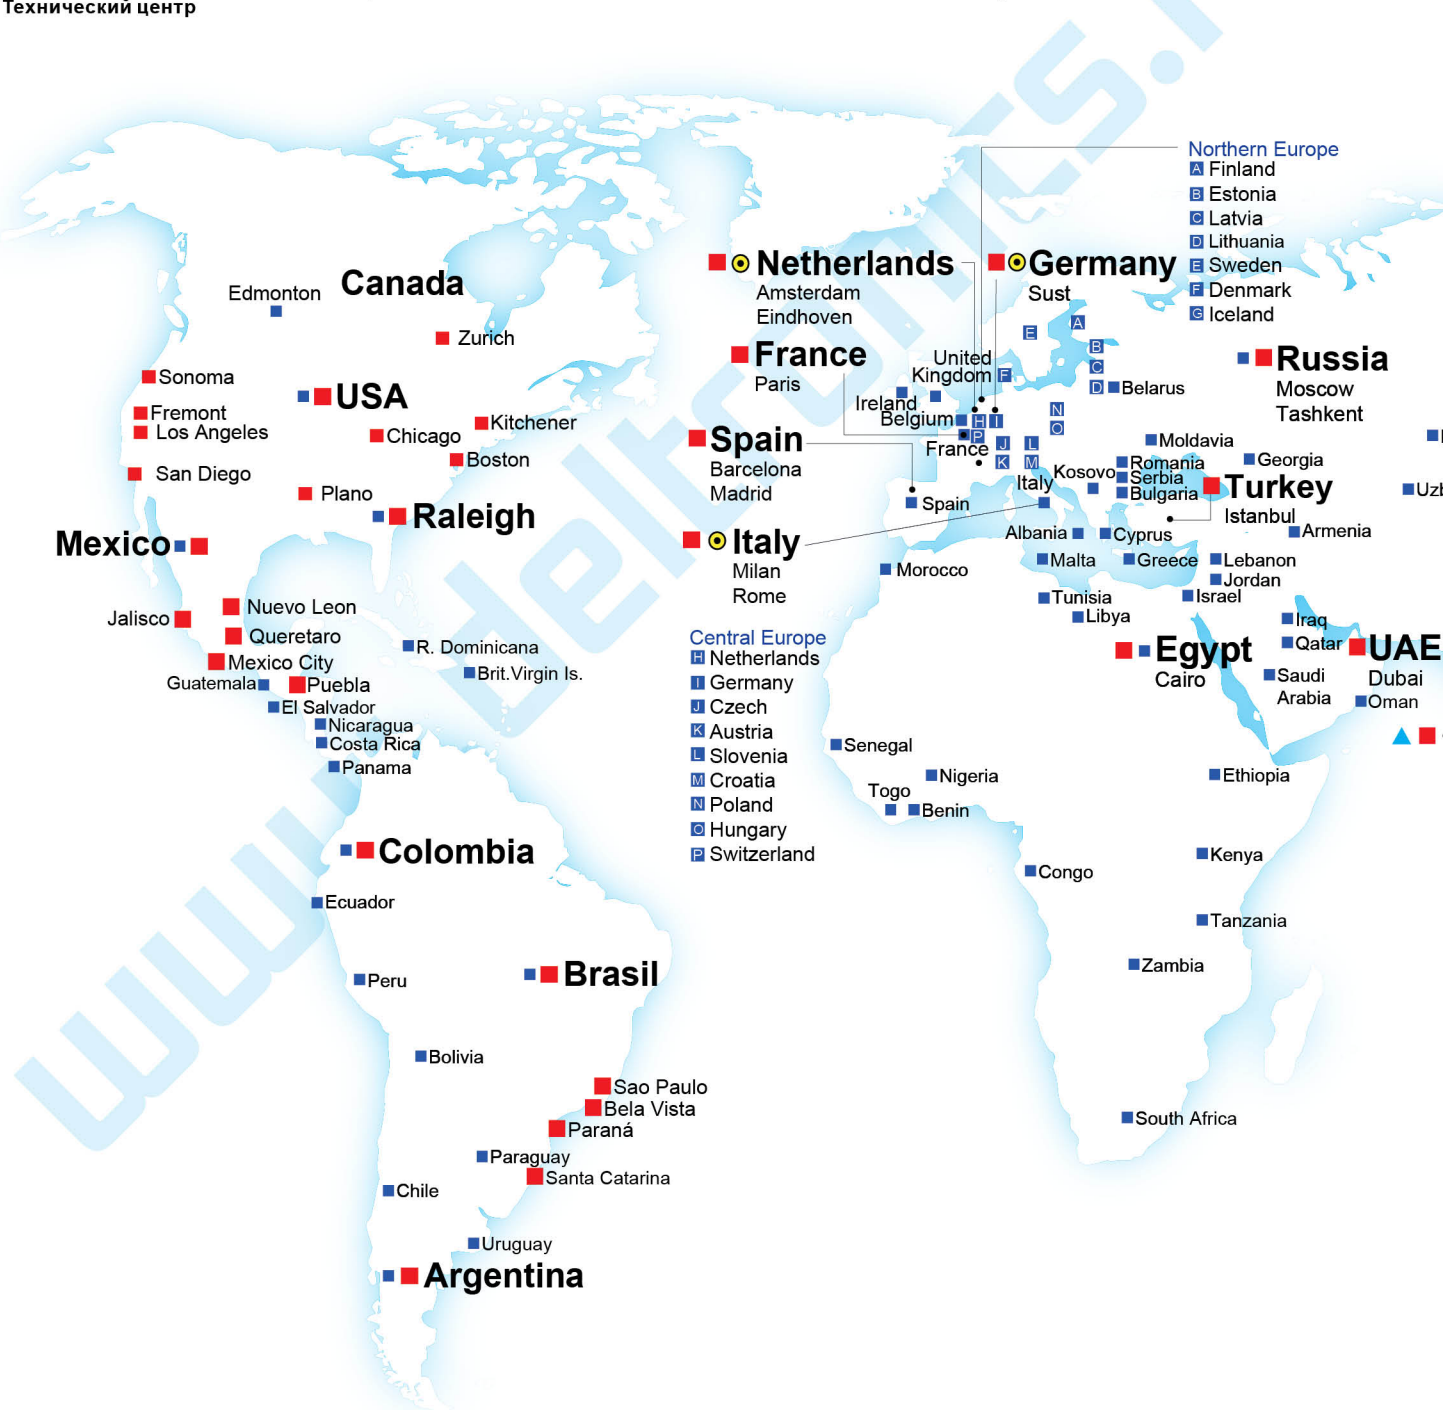 Технический центр
www.deltronics.r
Northern Europe
A Finland
B Estonia
C Latvia
D Lithuania
E Sweden
F Denmark
G Iceland
Netherlands
Amsterdam
Eindhoven
Germany
Sust
Canada
Edmonton
Zurich
E
A
B
C
D Belarus
F
France
Paris
United
Kingdom
Ireland
Belgium
H
I
P
France
J
K
L
M
N
O
Russia
Moscow
Tashkent
Sonoma
USA
Fremont
Los Angeles
Kitchener
Chicago
Boston
San Diego
Plano
Raleigh
Mexico
Spain
Barcelona
Madrid
Moldavia
Romania
Serbia
Bulgaria
Kosovo
Georgia
Italy
Spain
Turkey
Istanbul
Armenia
Albania
Cyprus
Italy
Milan
Rome
Morocco
Malta
Greece
Lebanon
Jordan
Israel
Tunisia
Libya
Iraq
Qatar
UAE
Dubai
Saudi
Arabia
Oman
Egypt
Cairo
Jalisco
Nuevo Leon
Queretaro
Mexico City
Guatemala
Puebla
El Salvador
Nicaragua
Costa Rica
Panama
R. Dominicana
Brit.Virgin Is.
Central Europe
H Netherlands
I Germany
J Czech
K Austria
L Slovenia
M Croatia
N Poland
O Hungary
P Switzerland
Senegal
Nigeria
Togo
Benin
Ethiopia
Kenya
Congo
Tanzania
Zambia
South Africa
Colombia
Ecuador
Peru
Brasil
Bolivia
Sao Paulo
Bela Vista
Paraná
Paraguay
Santa Catarina
Chile
Uruguay
Argentina